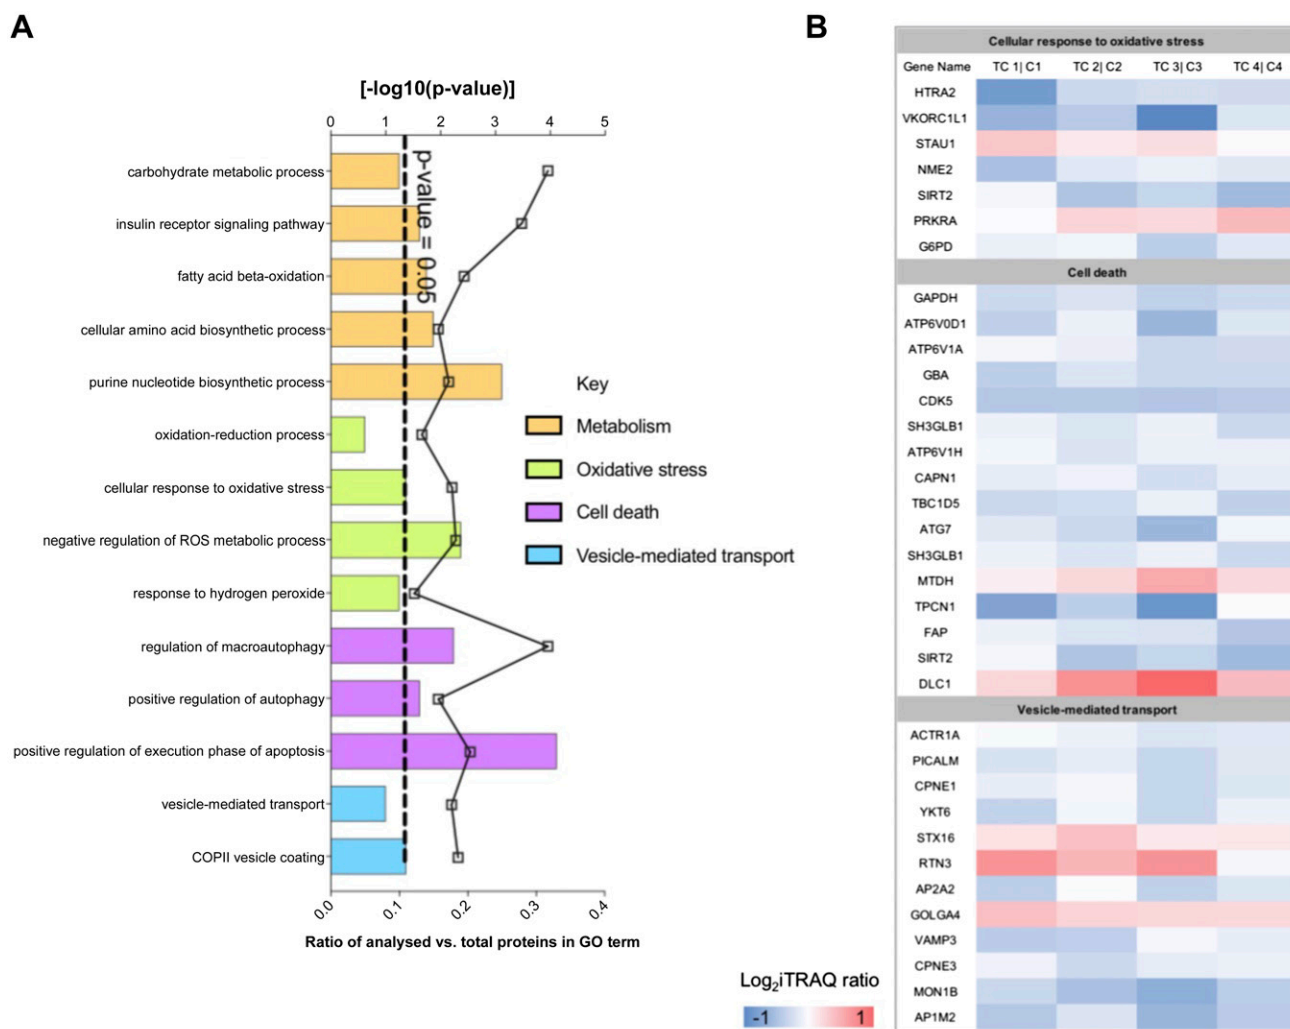 A
[-log10(p-value)]
0 1 2 3 4 5
p-value = 0.05
carbohydrate metabolic process
insulin receptor signaling pathway
fatty acid beta-oxidation
cellular amino acid biosynthetic process
purine nucleotide biosynthetic process
oxidation-reduction process
cellular response to oxidative stress
negative regulation of ROS metabolic process
response to hydrogen peroxide
regulation of macroautophagy
positive regulation of autophagy
positive regulation of execution phase of apoptosis
vesicle-mediated transport
COPII vesicle coating
0.0 0.1 0.2 0.3 0.4
Ratio of analysed vs. total proteins in GO term
Key
Metabolism
Oxidative stress
Cell death
Vesicle-mediated transport
B
Cellular response to oxidative stress
Gene Name TC 1| C1 TC 2| C2 TC 3| C3 TC 4| C4
HTRA2
VKORC1L1
STAU1
NME2
SIRT2
PRKRA
G6PD
Cell death
GAPDH
ATP6V0D1
ATP6V1A
GBA
CDK5
SH3GLB1
ATP6V1H
CAPN1
TBC1D5
ATG7
SH3GLB1
MTDH
TPCN1
FAP
SIRT2
DLC1
Vesicle-mediated transport
ACTR1A
PICALM
CPNE1
YKT6
STX16
RTN3
AP2A2
GOLGA4
VAMP3
CPNE3
MON1B
AP1M2
Log₂iTRAQ ratio
-1 1